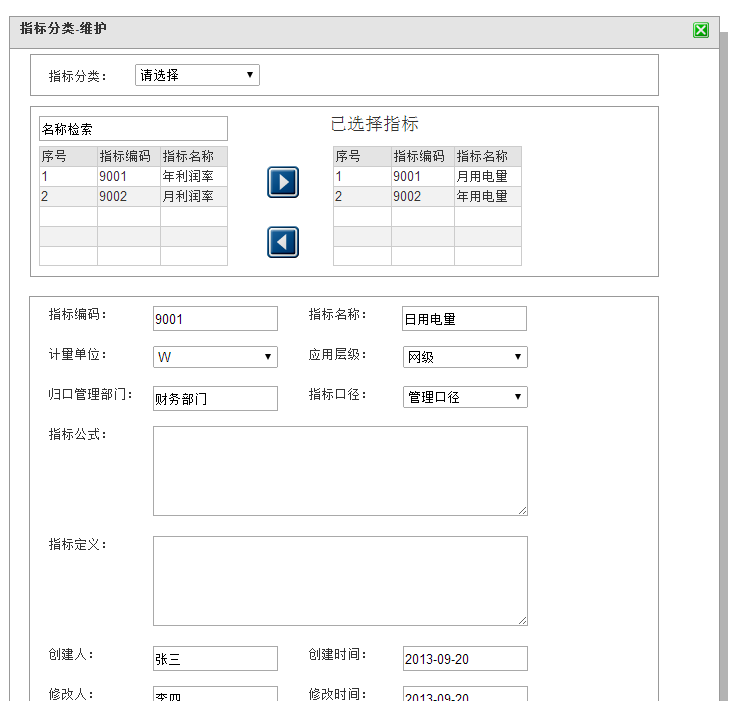 指标分类-维护
指标分类： 请选择
名称检索
已选择指标
序号 指标编码 指标名称
1 9001 年利润率
2 9002 月利润率
序号 指标编码 指标名称
1 9001 月用电量
2 9002 年用电量
指标编码： 9001 指标名称： 日用电量
计量单位： W 应用层级： 网级
归口管理部门： 财务部门 指标口径： 管理口径
指标公式：
指标定义：
创建人： 张三 创建时间： 2013-09-20
修改人： 李四 修改时间： 2013-09-20